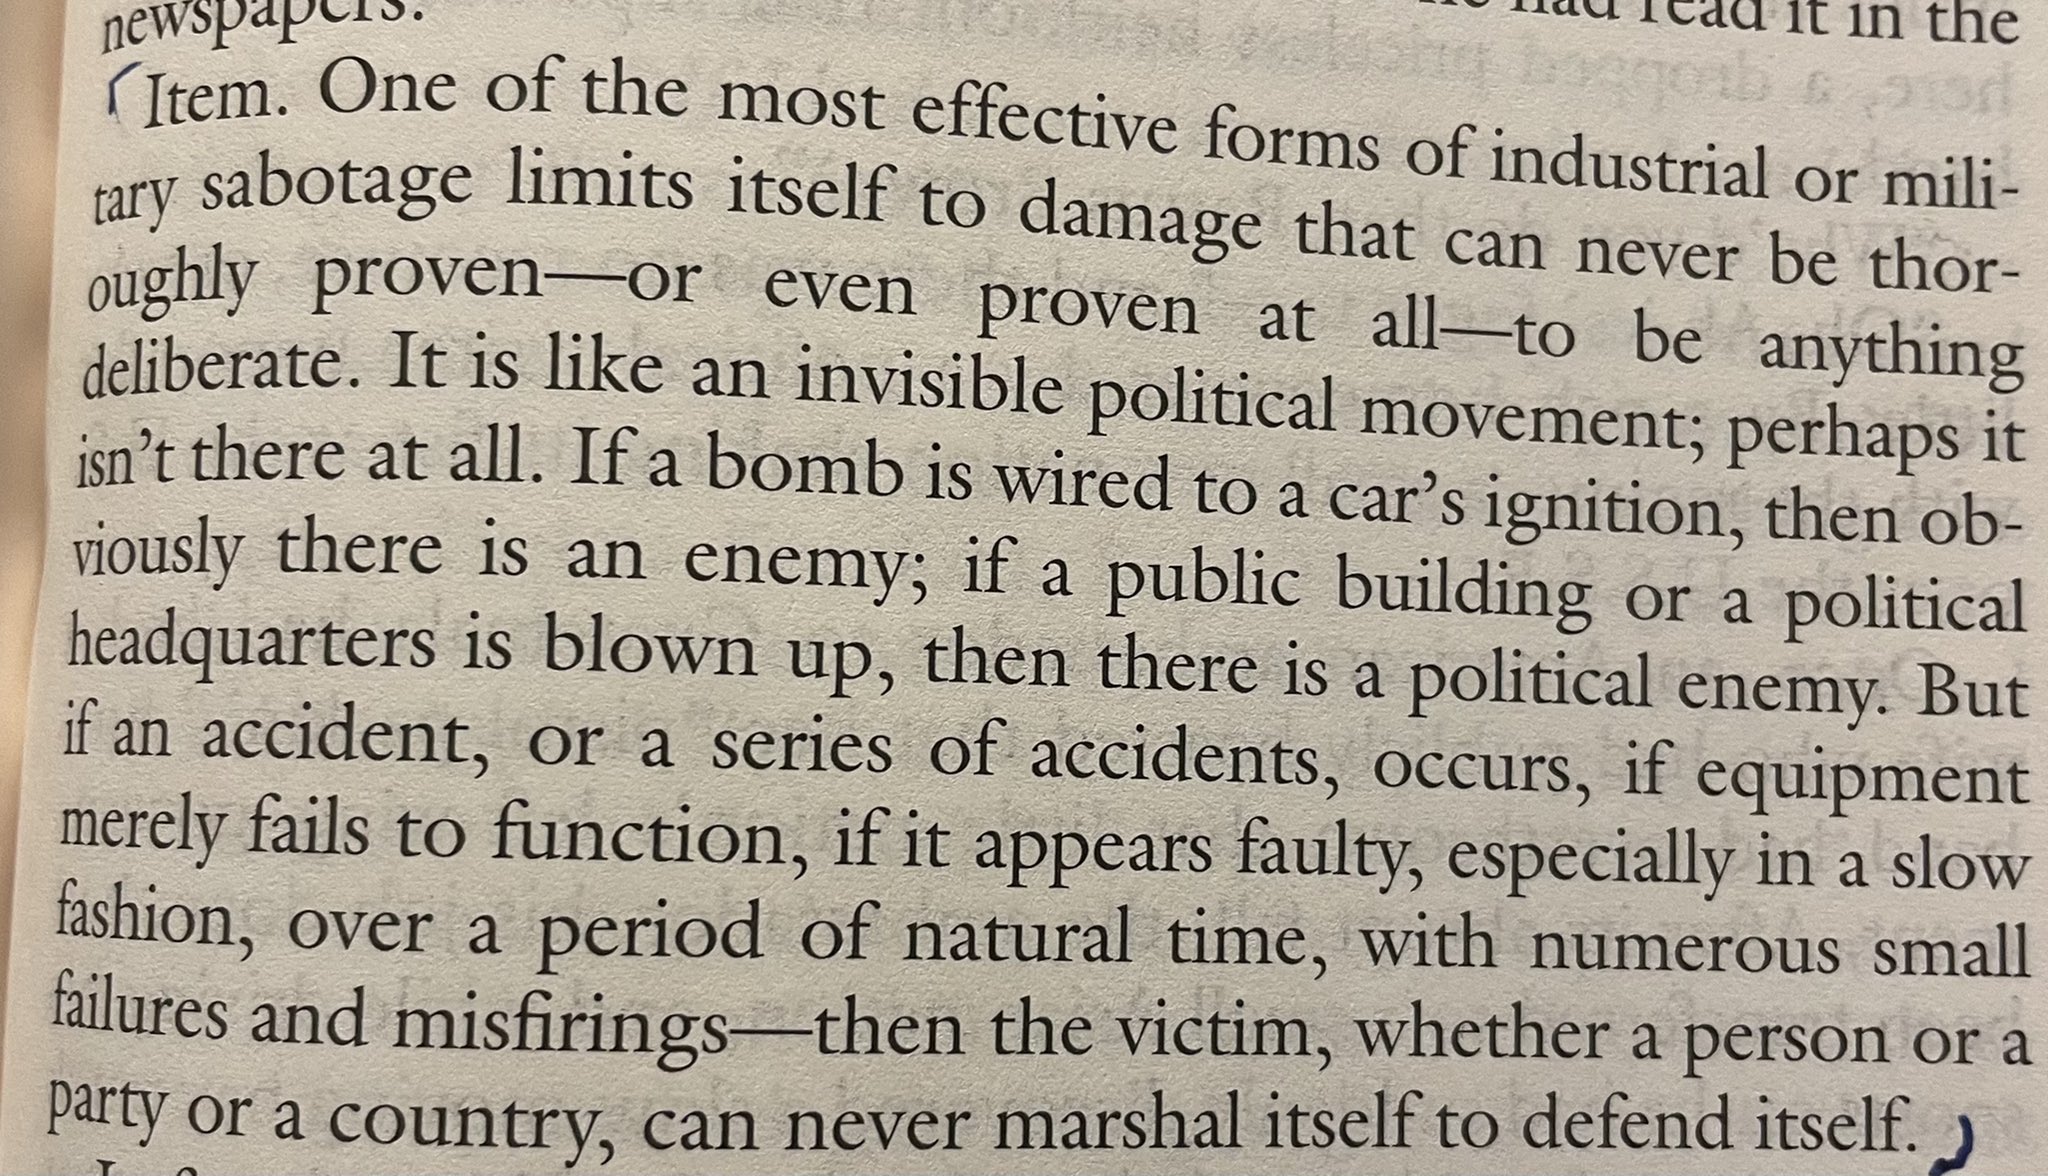 newspapers. had read it in the
Item. One of the most effective forms of industrial or mili-
tary sabotage limits itself to damage that can never be thor-
oughly proven—or even proven at all—to be anything
deliberate. It is like an invisible political movement; perhaps it
isn't there at all. If a bomb is wired to a car's ignition, then ob-
viously there is an enemy; if a public building or a political
headquarters is blown up, then there is a political enemy. But
if an accident, or a series of accidents, occurs, if equipment
merely fails to function, if it appears faulty, especially in a slow
fashion, over a period of natural time, with numerous small
failures and misfirings—then the victim, whether a person or a
party or a country, can never marshal itself to defend itself.